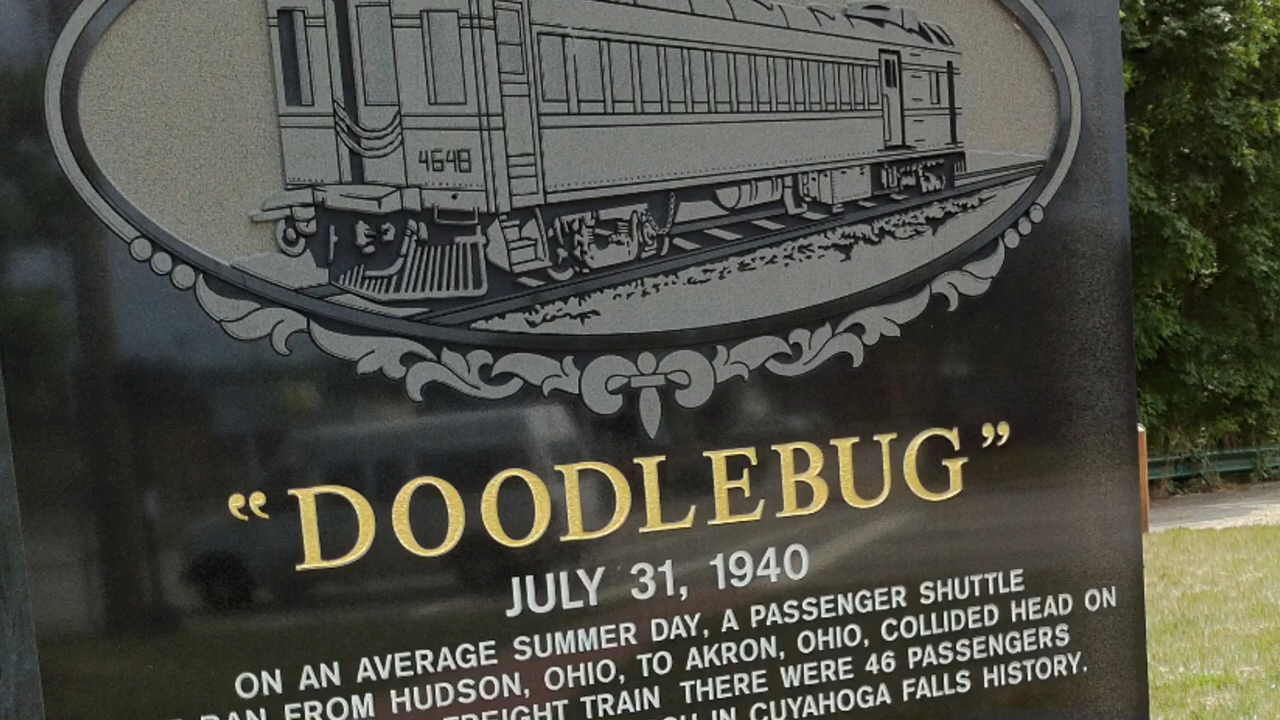 4648
“DOODLEBUG”
JULY 31, 1940
ON AN AVERAGE SUMMER DAY, A PASSENGER SHUTTLE
RAN FROM HUDSON, OHIO, TO AKRON, OHIO, COLLIDED HEAD ON
FREIGHT TRAIN THERE WERE 46 PASSENGERS
IN CUYAHOGA FALLS HISTORY.